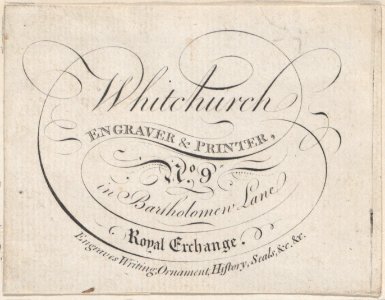 Whitchurch
ENGRAVER & PRINTER,
No. 9
in Bartholomew Lane
Royal Exchange.
Engraves Writing, Ornament, History, Seals, &c. &c.